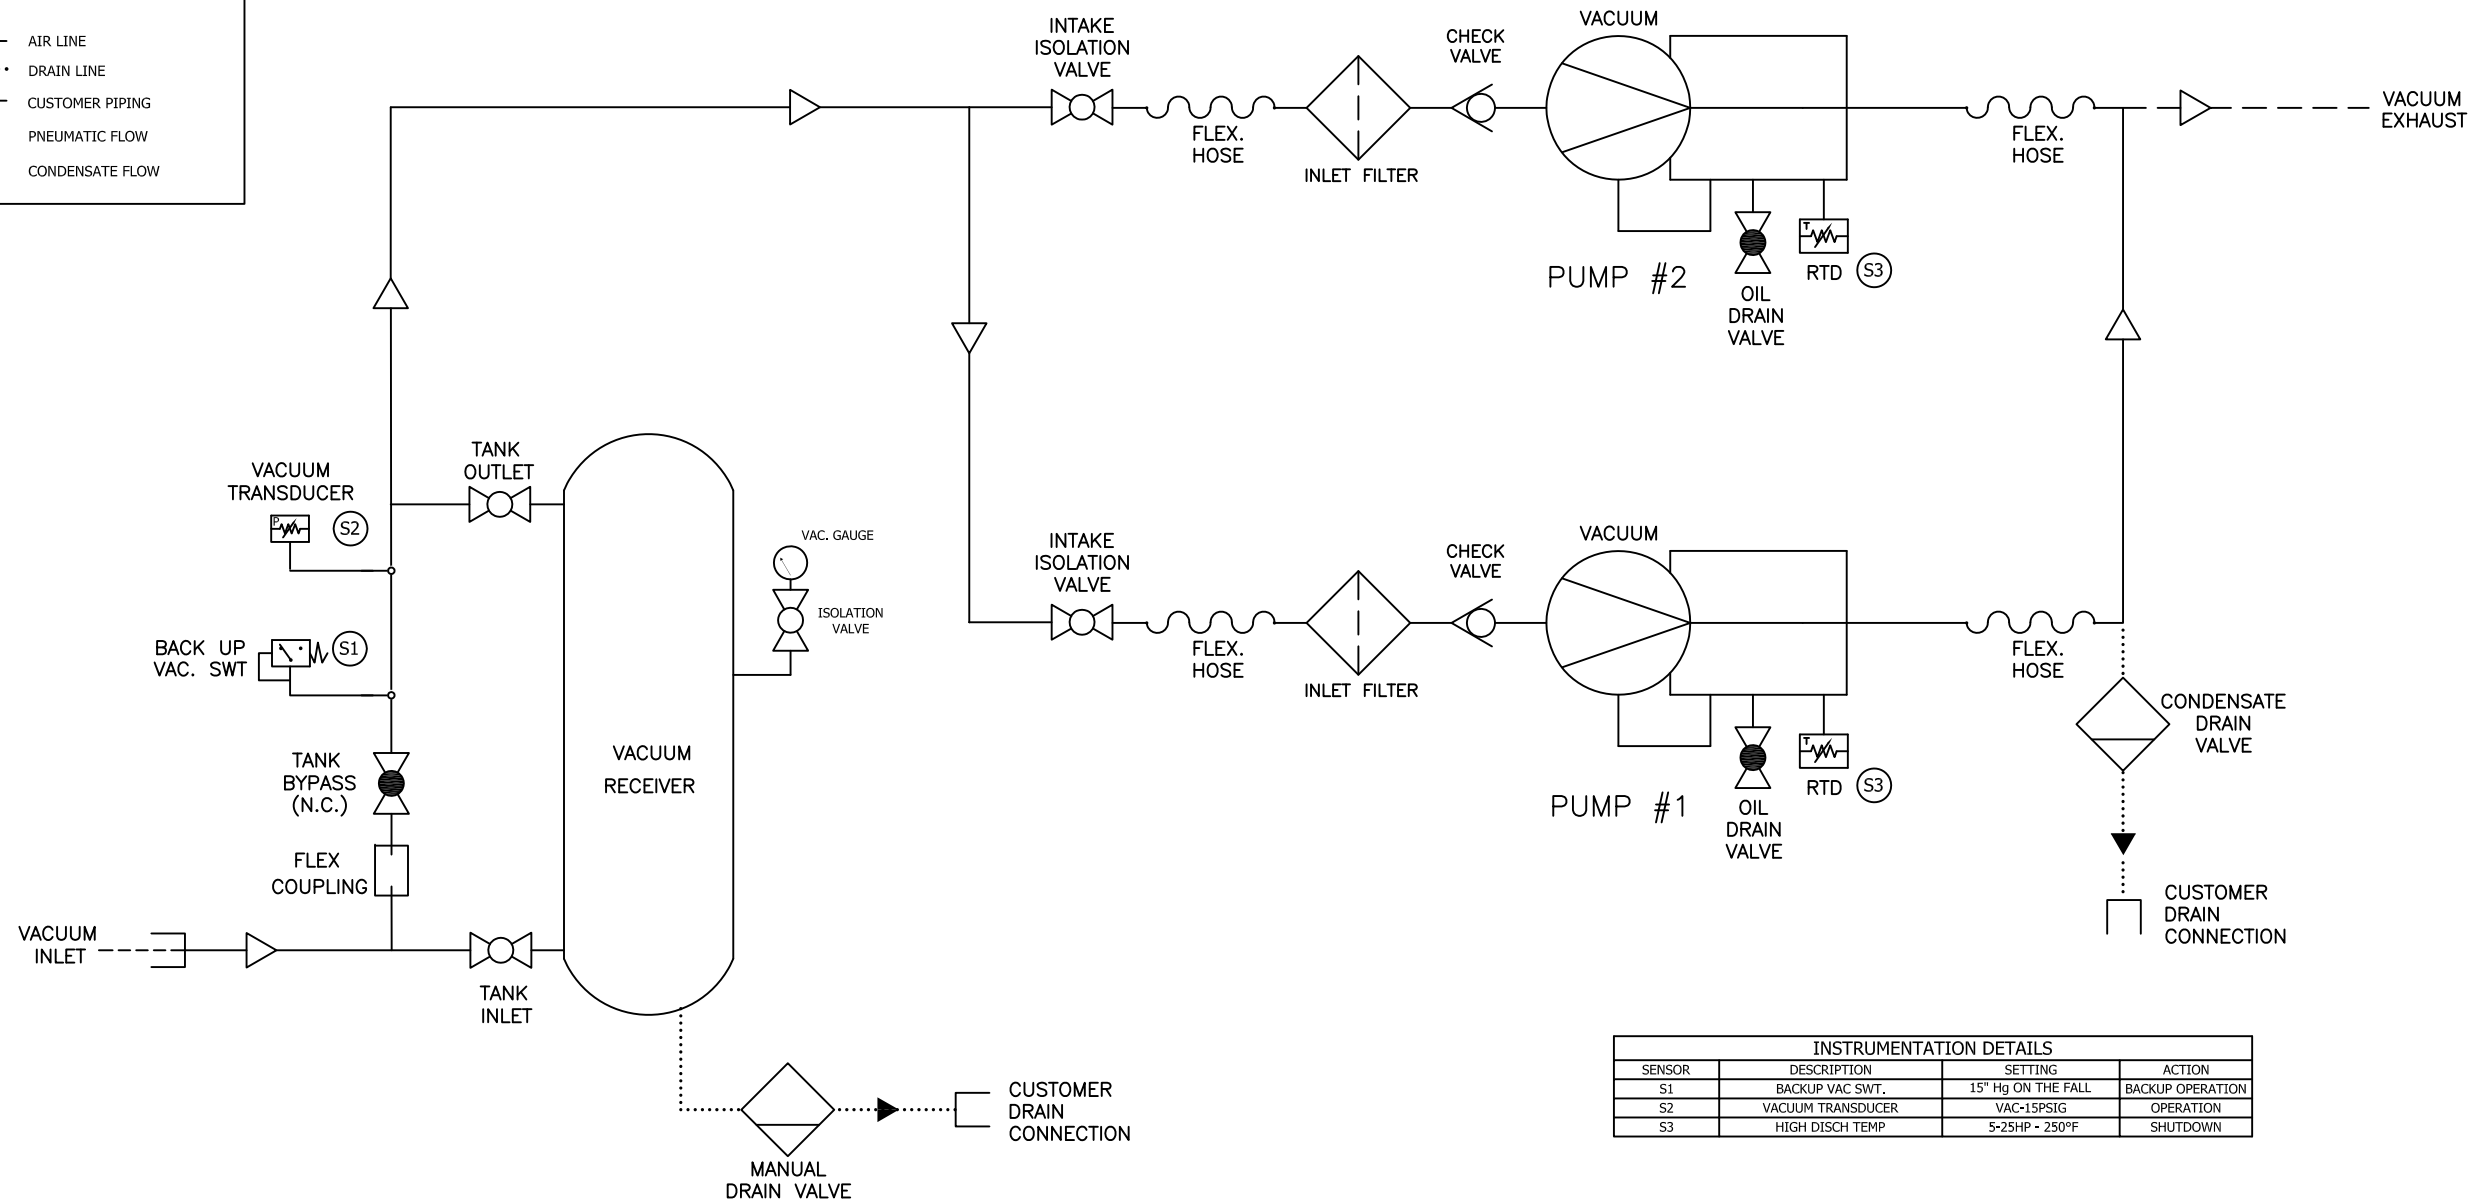 AIR LINE
DRAIN LINE
CUSTOMER PIPING
PNEUMATIC FLOW
CONDENSATE FLOW
INTAKE
ISOLATION
VALVE
FLEX.
HOSE
INLET FILTER
CHECK
VALVE
VACUUM
PUMP #2
OIL
DRAIN
VALVE
T
RTD
S3
FLEX.
HOSE
VACUUM
EXHAUST
TANK
OUTLET
VACUUM
TRANSDUCER
P
S2
BACK UP
VAC. SWT
S1
TANK
BYPASS
(N.C.)
FLEX
COUPLING
VACUUM
INLET
TANK
INLET
VACUUM
RECEIVER
VAC. GAUGE
ISOLATION
VALVE
INTAKE
ISOLATION
VALVE
FLEX.
HOSE
INLET FILTER
CHECK
VALVE
VACUUM
PUMP #1
OIL
DRAIN
VALVE
T
RTD
S3
FLEX.
HOSE
CONDENSATE
DRAIN
VALVE
CUSTOMER
DRAIN
CONNECTION
MANUAL
DRAIN VALVE
CUSTOMER
DRAIN
CONNECTION
INSTRUMENTATION DETAILS
SENSOR DESCRIPTION SETTING ACTION
S1 BACKUP VAC SWT. 15" Hg ON THE FALL BACKUP OPERATION
S2 VACUUM TRANSDUCER VAC-15PSIG OPERATION
S3 HIGH DISCH TEMP 5-25HP - 250°F SHUTDOWN